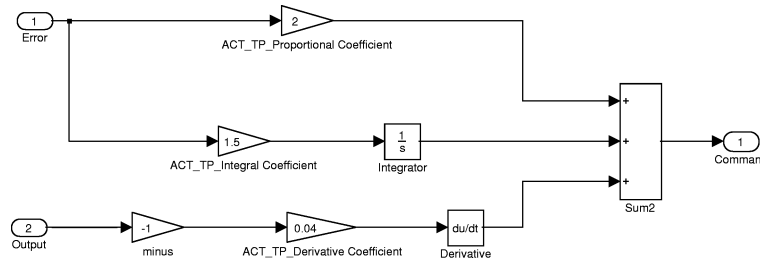 1
Error
2
ACT_TP_Proportional Coefficient
1.5
ACT_TP_Integral Coefficient
1
s
Integrator
2
Output
-1
minus
0.04
ACT_TP_Derivative Coefficient
du/dt
Derivative
+
+
+
Sum2
1
Comman